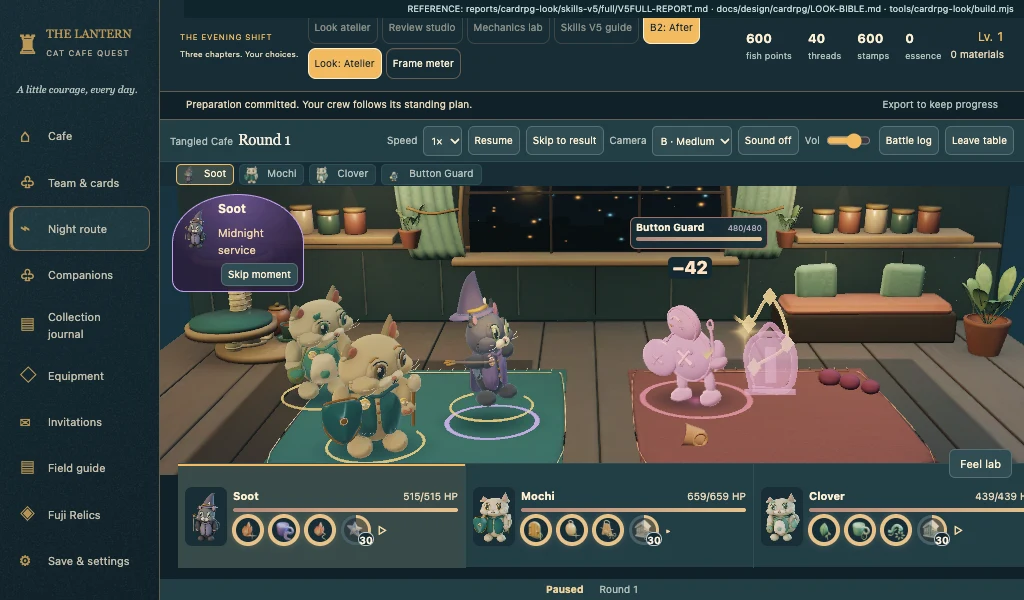 REFERENCE: reports/cardrpg-look/skills-v5/full/V5FULL-REPORT.md · docs/design/cardrpg/LOOK-BIBLE.md · tools/cardrpg-look/build.mjs
THE LANTERN
CAT CAFE QUEST
A little courage, every day.
Cafe
Team & cards
Night route
Companions
Collection
journal
Equipment
Invitations
Field guide
Fuji Relics
Save & settings
THE EVENING SHIFT
Three chapters. Your choices.
Look atelier
Review studio
Mechanics lab
Skills V5 guide
B2: After
Look: Atelier
Frame meter
600
fish points
40
threads
600
stamps
0
essence
Lv. 1
0 materials
Preparation committed. Your crew follows its standing plan.
Export to keep progress
Tangled Cafe Round 1
Speed 1x Resume Skip to result Camera B · Medium Sound off Vol Battle log Leave table
Soot Mochi Clover Button Guard
Soot
Midnight
service
Skip moment
Button Guard 480/480
−42
Feel lab
Soot 515/515 HP
30
Mochi 659/659 HP
30
Clover 439/439 H
30
Paused Round 1